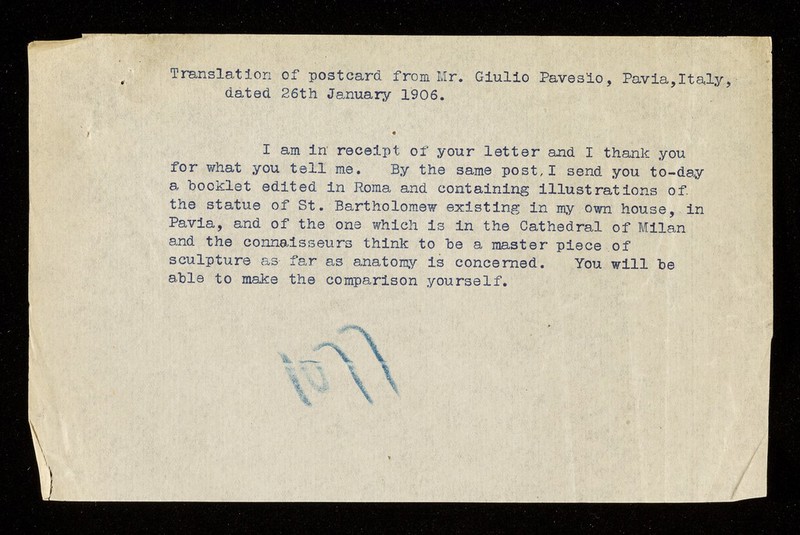 Translation of postcard from Mr. Giulio Pavesio, Pavia,Italy,
dated 26th January 1906.
I am in receipt of your letter and I thank you
for what you tell me. By the same post,I send you to-day
a booklet edited in Roma and containing illustrations of
the statue of St. Bartholomew existing in my own house, in
Pavia, and of the one which is in the Cathedral of Milan
and the connaisseurs think to be a master piece of
sculpture as far as anatomy is concerned. You will be
able to make the comparison yourself.